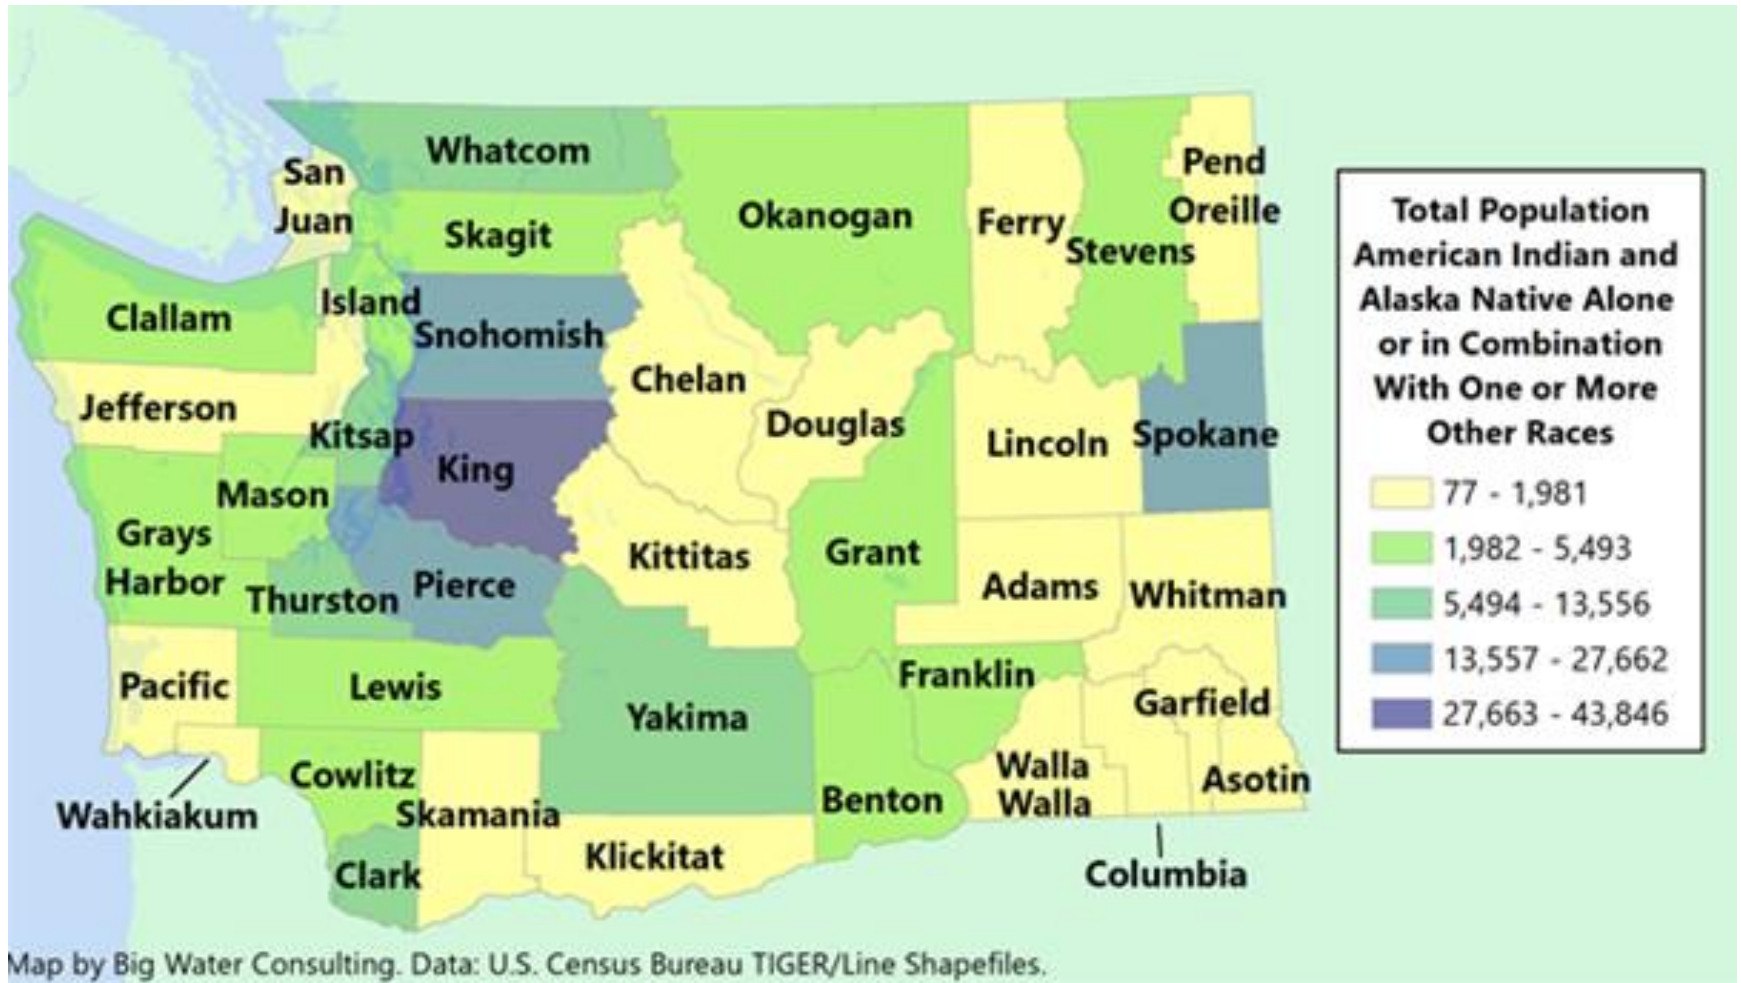 Whatcom
San
Juan
Skagit
Okanogan
Ferry
Stevens
Pend
Oreille
Clallam
Island
Snohomish
Chelan
Jefferson
Kitsap
King
Douglas
Lincoln
Spokane
Mason
Grays
Harbor
Thurston
Pierce
Kittitas
Grant
Adams
Whitman
Pacific
Lewis
Yakima
Franklin
Garfield
Wahkiakum
Cowlitz
Skamania
Benton
Walla
Walla
Asotin
Clark
Klickitat
Columbia
Total Population
American Indian and
Alaska Native Alone
or in Combination
With One or More
Other Races
77 - 1,981
1,982 - 5,493
5,494 - 13,556
13,557 - 27,662
27,663 - 43,846
Map by Big Water Consulting. Data: U.S. Census Bureau TIGER/Line Shapefiles.